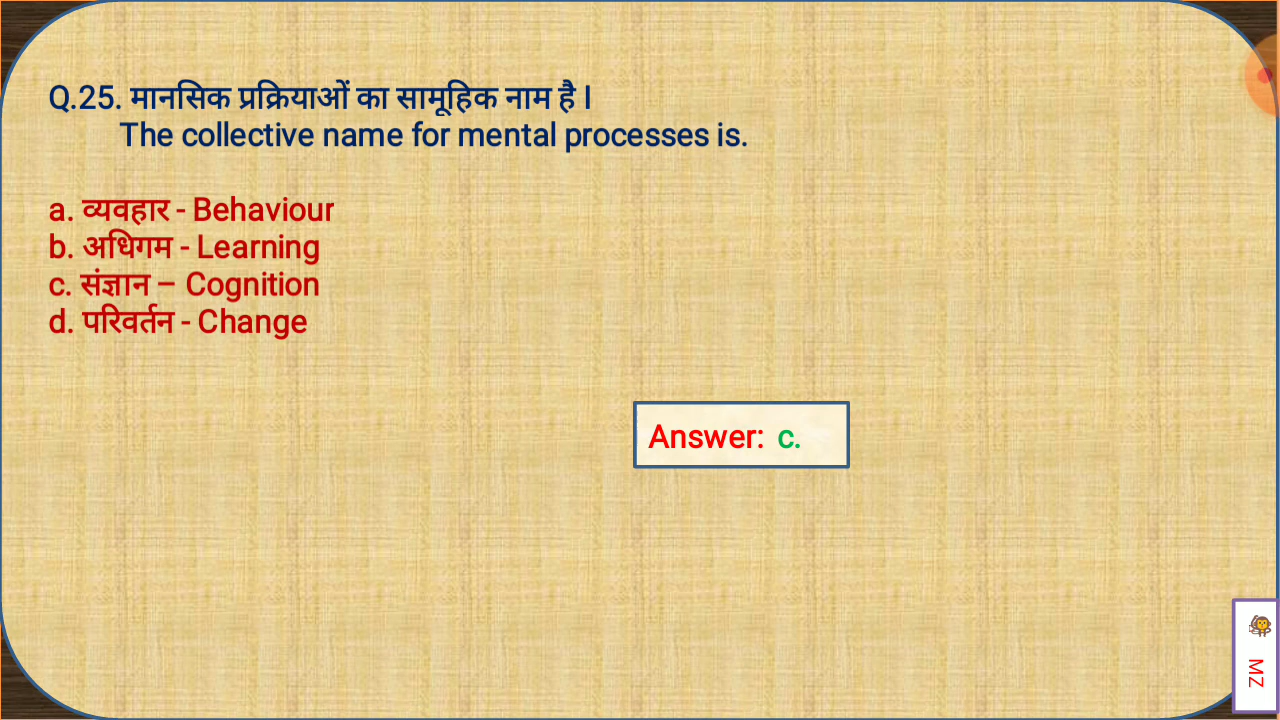 Q.25. मानसिक प्रक्रियाओं का सामूहिक नाम है I
The collective name for mental processes is.
a. व्यवहार - Behaviour
b. अधिगम - Learning
c. संज्ञान – Cognition
d. परिवर्तन - Change
Answer: c.
MZ